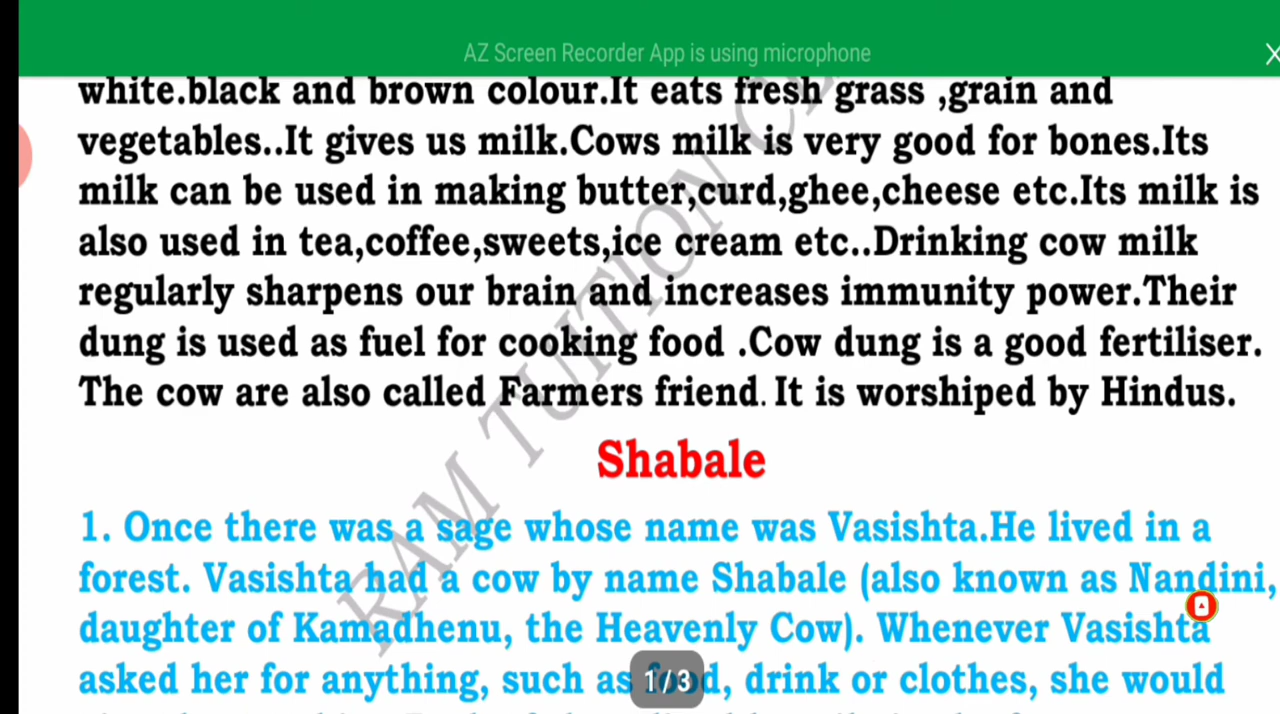 AZ Screen Recorder App is using microphone
white.black and brown colour.It eats fresh grass ,grain and
vegetables..It gives us milk.Cows milk is very good for bones.Its
milk can be used in making butter,curd,ghee,cheese etc.Its milk is
also used in tea,coffee,sweets,ice cream etc..Drinking cow milk
regularly sharpens our brain and increases immunity power.Their
dung is used as fuel for cooking food .Cow dung is a good fertiliser.
The cow are also called Farmers friend. It is worshiped by Hindus.
Shabale
1. Once there was a sage whose name was Vasishta.He lived in a
forest. Vasishta had a cow by name Shabale (also known as Nandini,
daughter of Kamadhenu, the Heavenly Cow). Whenever Vasishta
asked her for anything, such as food, drink or clothes, she would
1/3
RAM TUITION